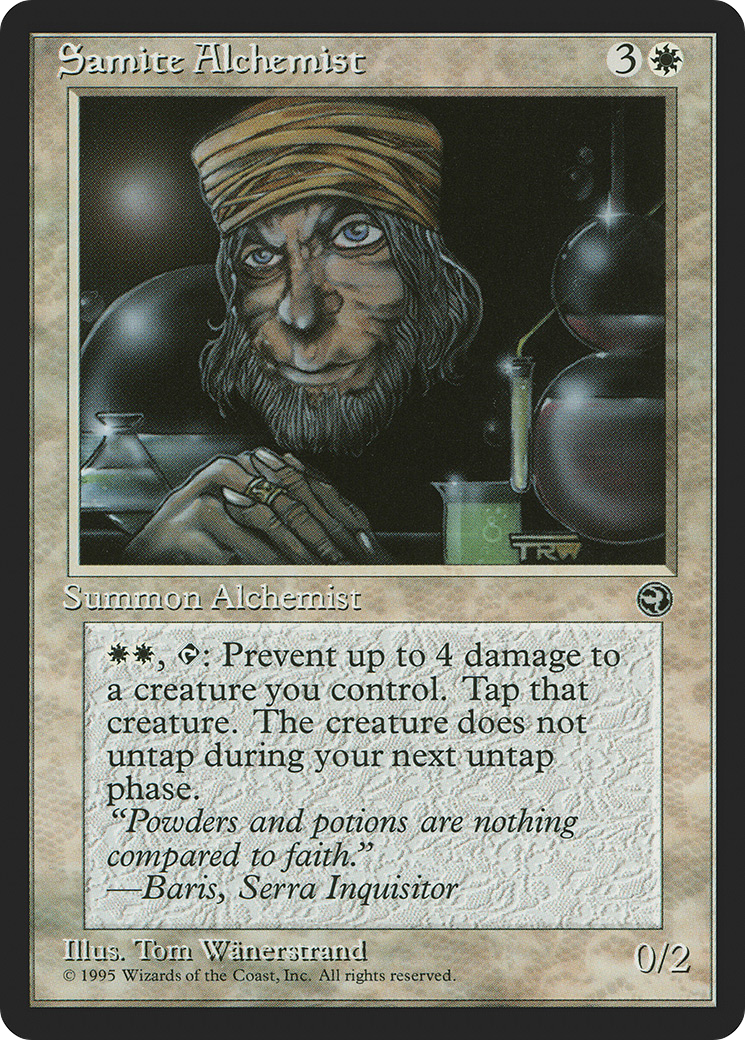 Samite Alchemist 3
TRW
Summon Alchemist
, : Prevent up to 4 damage to
a creature you control. Tap that
creature. The creature does not
untap during your next untap
phase.
“Powders and potions are nothing
compared to faith.”
—Baris, Serra Inquisitor
Illus. Tom Wänerstrand
© 1995 Wizards of the Coast, Inc. All rights reserved.
0/2